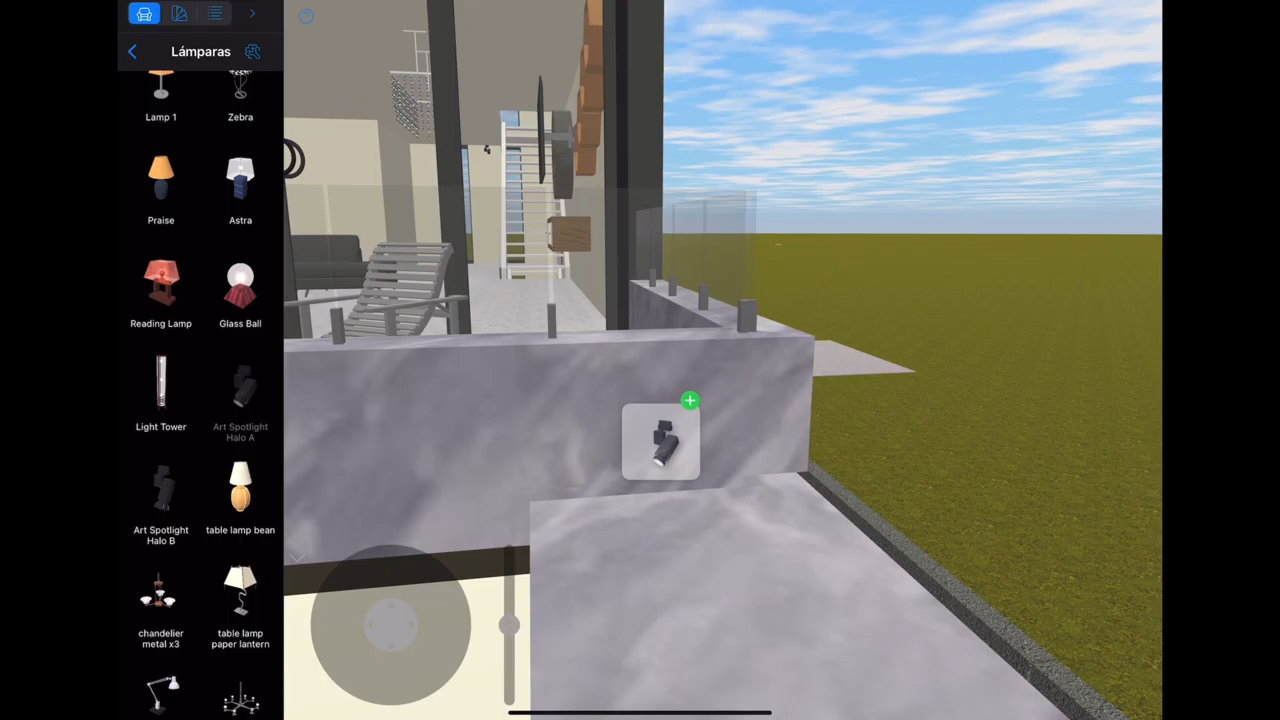 Lámparas
Lamp 1
Zebra
Praise
Astra
Reading Lamp
Glass Ball
Light Tower
Art Spotlight
Halo A
Art Spotlight
Halo B
table lamp bean
chandelier
metal x3
table lamp
paper lantern